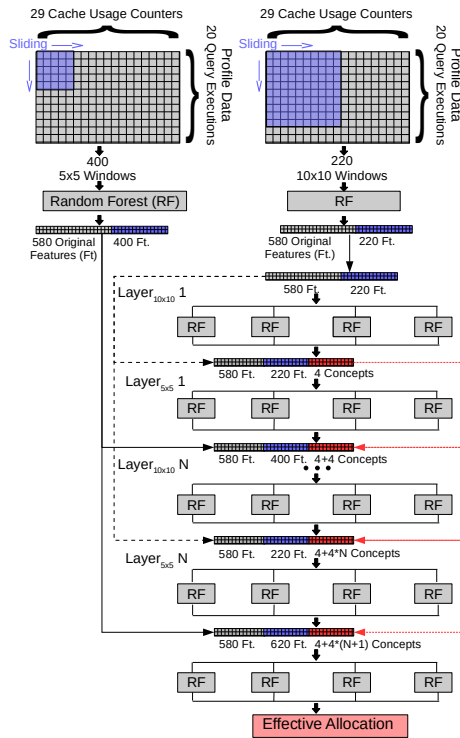 29 Cache Usage Counters
29 Cache Usage Counters
Sliding
Sliding
Profile Data
20 Query Executions
Profile Data
20 Query Executions
400
5x5 Windows
220
10x10 Windows
Random Forest (RF)
RF
580 Original
Features (Ft)
400 Ft.
580 Original
Features (Ft.)
220 Ft.
580 Ft.
220 Ft.
Layer10x10 1
RF
RF
RF
RF
580 Ft.
220 Ft.
4 Concepts
Layer5x5 1
RF
RF
RF
RF
580 Ft.
400 Ft.
4+4 Concepts
Layer10x10 N
RF
RF
RF
RF
580 Ft.
220 Ft.
4+4*N Concepts
Layer5x5 N
RF
RF
RF
RF
580 Ft.
620 Ft.
4+4*(N+1) Concepts
RF
RF
RF
RF
Effective Allocation